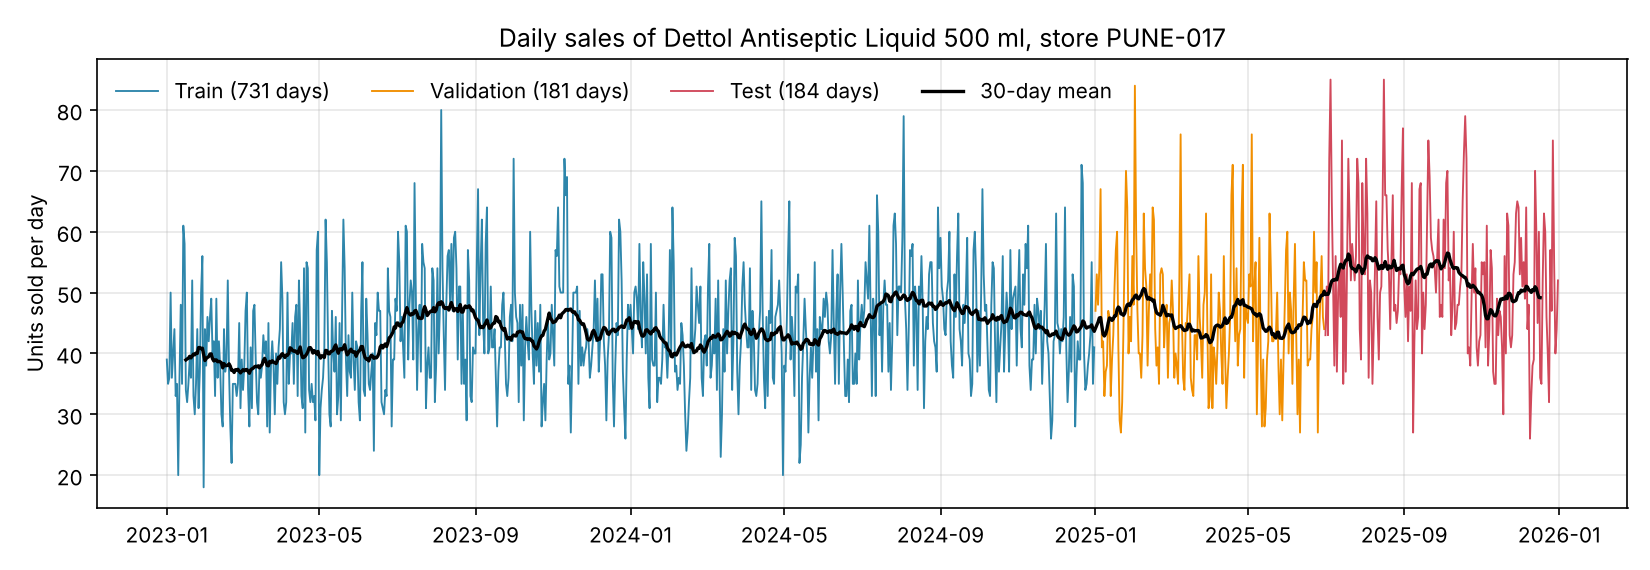 Daily sales of Dettol Antiseptic Liquid 500 ml, store PUNE-017
Train (731 days) Validation (181 days) Test (184 days) 30-day mean
Units sold per day
80
70
60
50
40
30
20
2023-01 2023-05 2023-09 2024-01 2024-05 2024-09 2025-01 2025-05 2025-09 2026-01